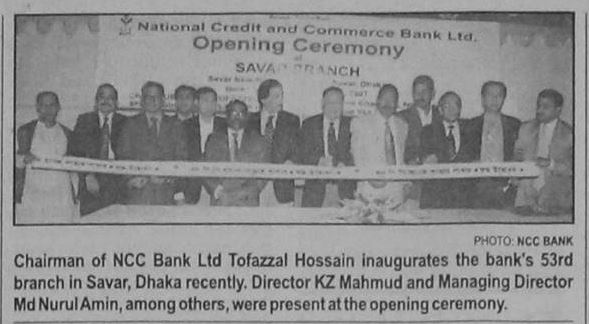 National Credit and Commerce Bank Ltd.
Opening Ceremony
of
SAVAR BRANCH
PHOTO: NCC BANK
Chairman of NCC Bank Ltd Tofazzal Hossain inaugurates the bank's 53rd
branch in Savar, Dhaka recently. Director KZ Mahmud and Managing Director
Md Nurul Amin, among others, were present at the opening ceremony.